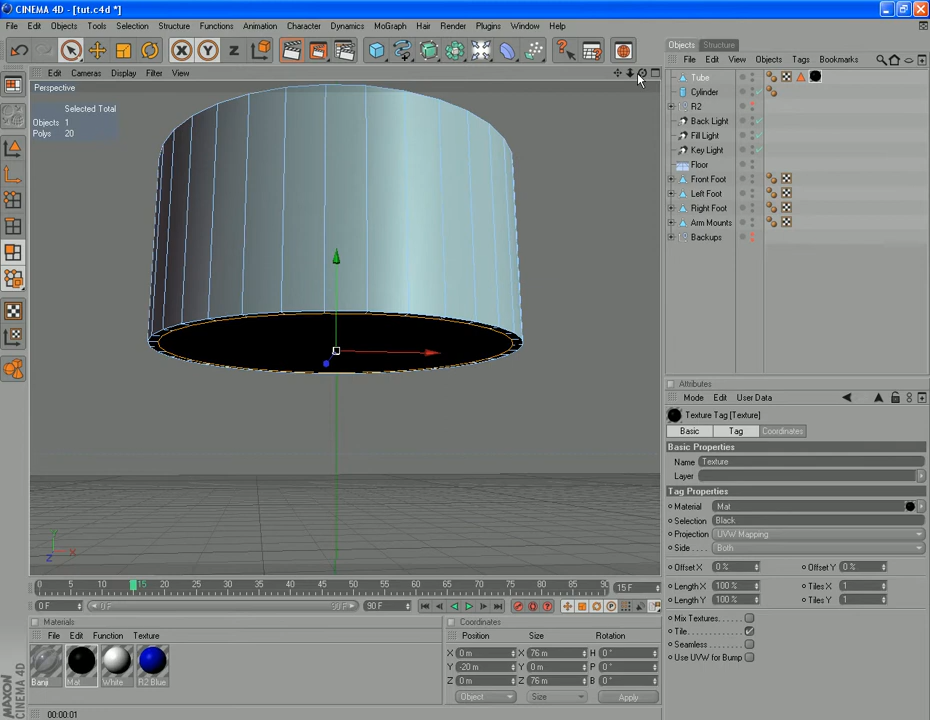 CINEMA 4D - [tut.c4d *]
File Edit Objects Tools Selection Structure Functions Animation Character Dynamics MoGraph Hair Render Plugins Window Help
X Y Z
Edit Cameras Display Filter View
Perspective
Selected Total
Objects 1
Polys 20
Y
X
Z
Objects Structure
File Edit View Objects Tags Bookmarks
Tube
Cylinder
R2
Back Light
Fill Light
Key Light
Floor
Front Foot
Left Foot
Right Foot
Arm Mounts
Backups
Attributes
Mode Edit User Data
Texture Tag [Texture]
Basic Tag Coordinates
Basic Properties
Name Texture
Layer
Tag Properties
Material Mat
Selection Black
Projection UVW Mapping
Side Both
Offset X 0 % Offset Y 0 %
Length X 100 % Tiles X 1
Length Y 100 % Tiles Y 1
Mix Textures
Tile
Seamless
Use UVW for Bump
0 5 10 15 20 25 30 35 40 45 50 55 60 65 70 75 80 85 90 15 F
0 F 0 F 90 F 90 F
Materials
File Edit Function Texture
Banji Mat White R2 Blue
Coordinates
Position Size Rotation
X 0 m X 76 m H 0 °
Y -20 m Y 0 m P 0 °
Z 0 m Z 76 m B 0 °
Object Size Apply
MAXON CINEMA 4D
00:00:01